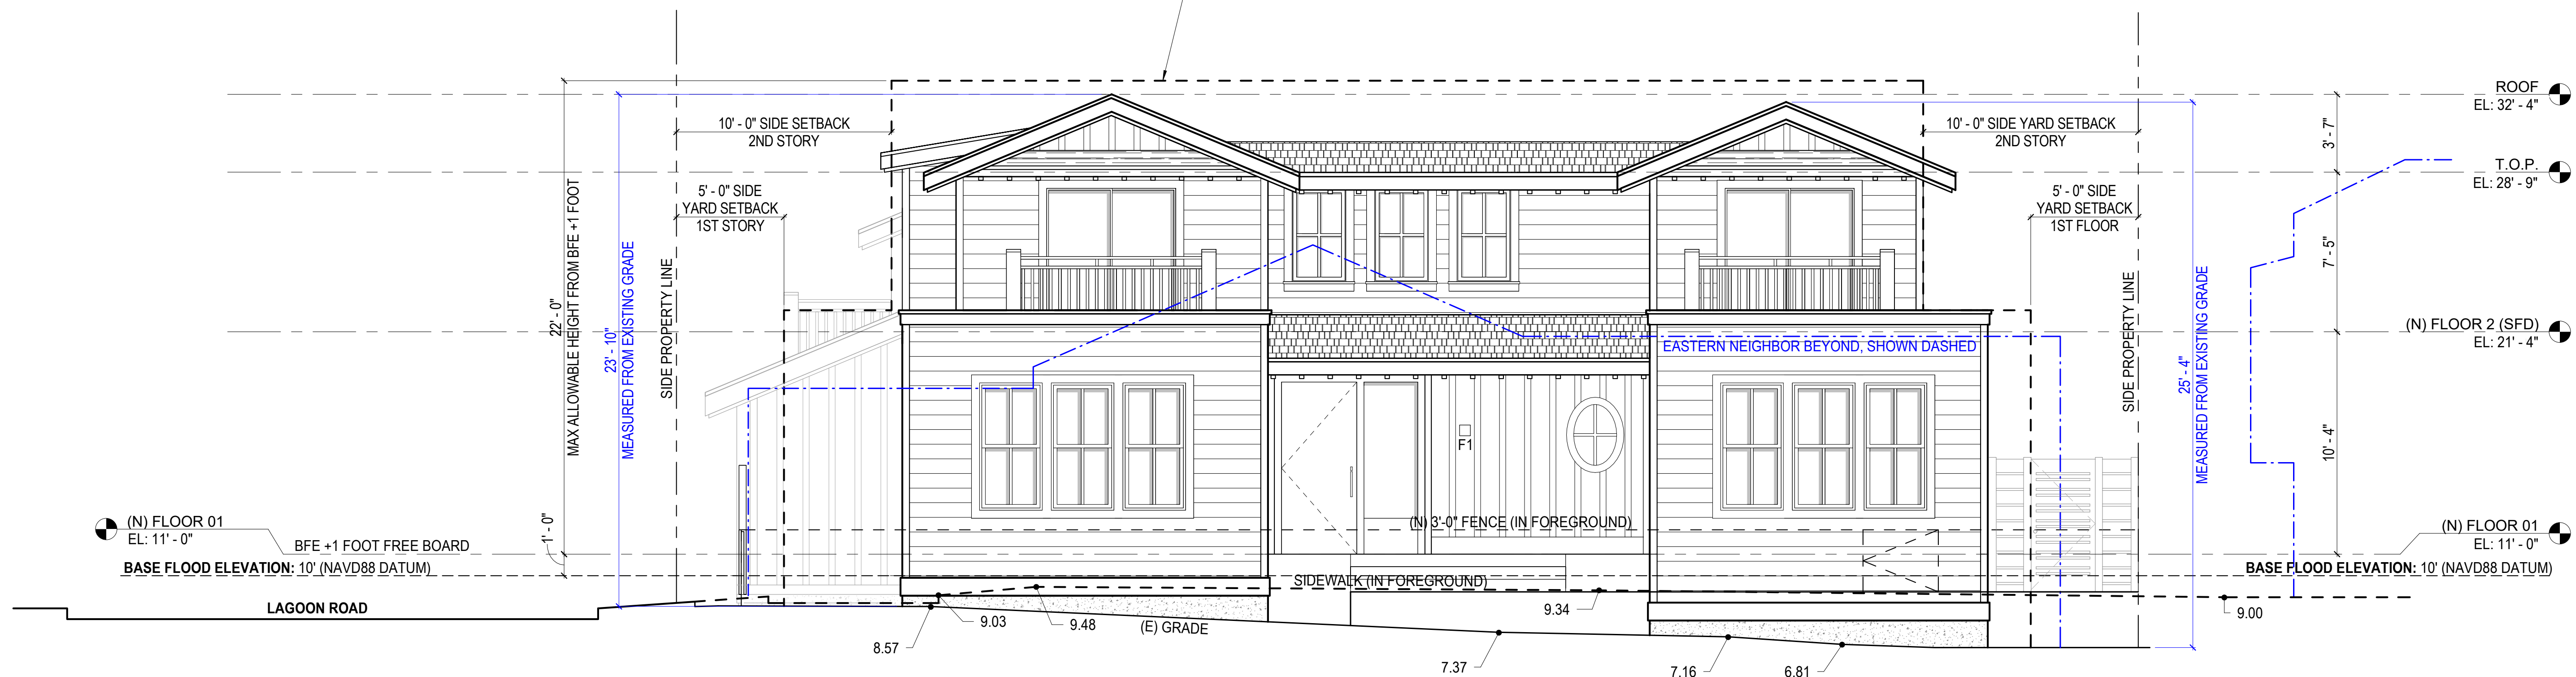 ROOF
EL: 32' - 4"
3' - 7"
10' - 0" SIDE SETBACK
2ND STORY
10' - 0" SIDE YARD SETBACK
2ND STORY
T.O.P.
EL: 28' - 9"
5' - 0" SIDE
YARD SETBACK
1ST STORY
5' - 0" SIDE
YARD SETBACK
1ST FLOOR
7' - 5"
22' - 0"
MAX ALLOWABLE HEIGHT FROM BFE +1 FOOT
23' - 10"
MEASURED FROM EXISTING GRADE
SIDE PROPERTY LINE
SIDE PROPERTY LINE
25' - 4"
MEASURED FROM EXISTING GRADE
(N) FLOOR 2 (SFD)
EL: 21' - 4"
EASTERN NEIGHBOR BEYOND, SHOWN DASHED
10' - 4"
F1
(N) FLOOR 01
EL: 11' - 0"
BFE +1 FOOT FREE BOARD
1' - 0"
(N) 3'-0" FENCE (IN FOREGROUND)
(N) FLOOR 01
EL: 11' - 0"
BASE FLOOD ELEVATION: 10' (NAVD88 DATUM)
BASE FLOOD ELEVATION: 10' (NAVD88 DATUM)
SIDEWALK (IN FOREGROUND)
LAGOON ROAD
9.03
9.48
(E) GRADE
9.34
9.00
8.57
7.37
7.16
6.81